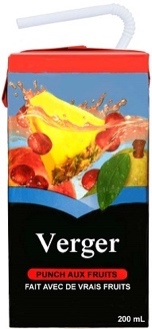 Verger
PUNCH AUX FRUITS
FAIT AVEC DE VRAIS FRUITS
200 mL